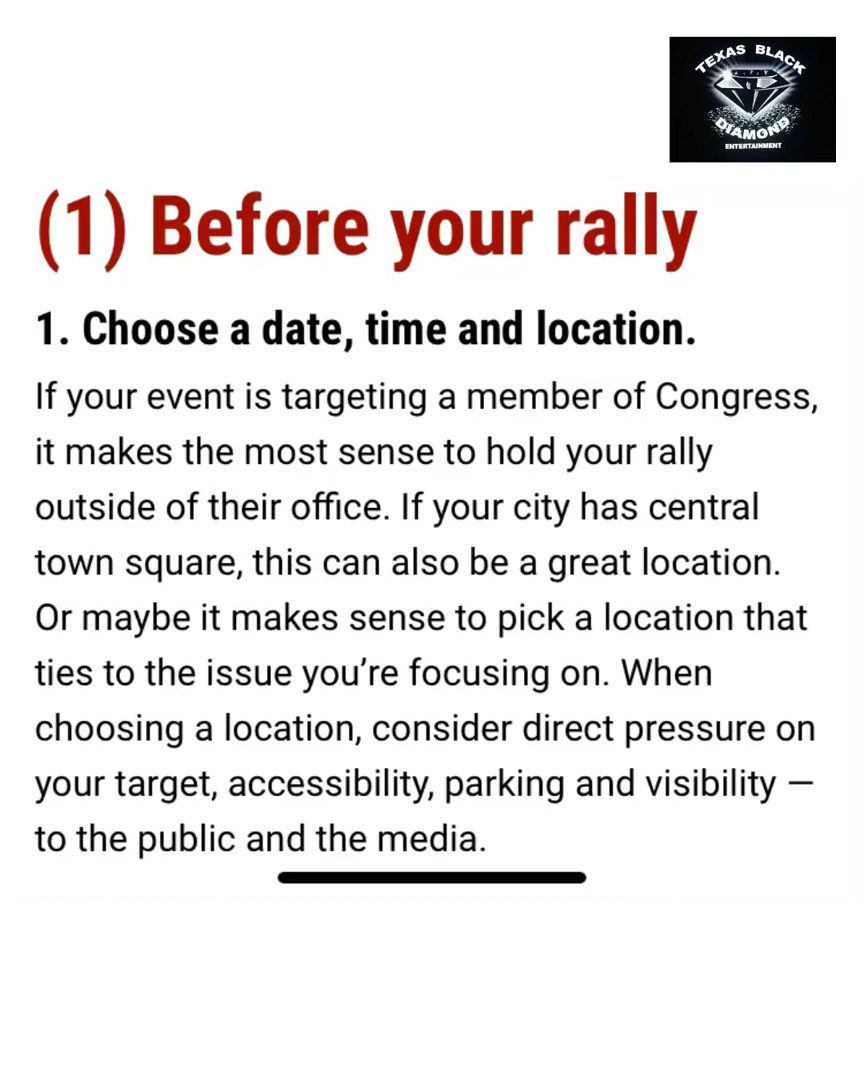 TEXAS BLACK
DIAMOND
ENTERTAINMENT
(1) Before your rally
1. Choose a date, time and location.
If your event is targeting a member of Congress,
it makes the most sense to hold your rally
outside of their office. If your city has central
town square, this can also be a great location.
Or maybe it makes sense to pick a location that
ties to the issue you’re focusing on. When
choosing a location, consider direct pressure on
your target, accessibility, parking and visibility —
to the public and the media.